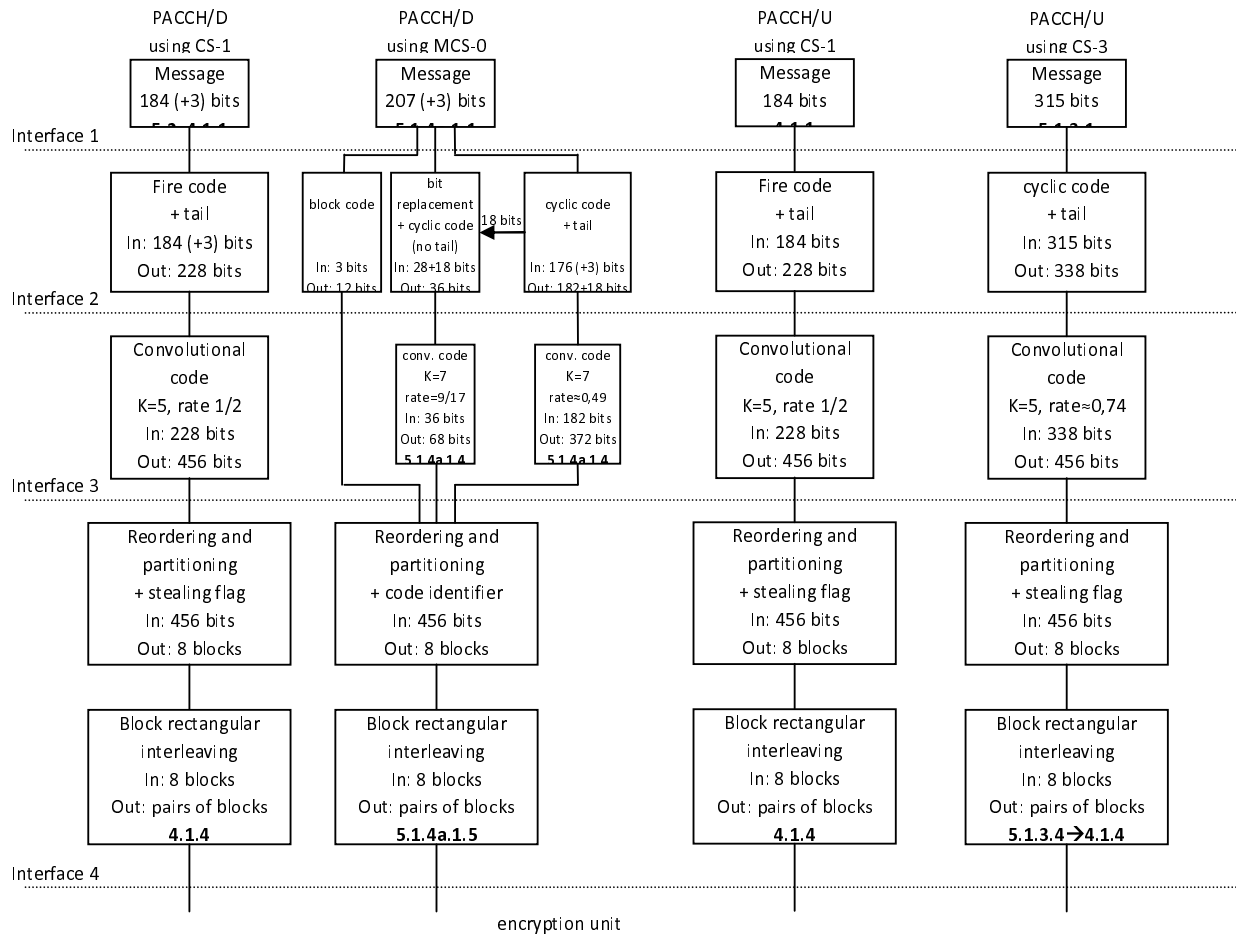 PACCH/D
using CS-1
PACCH/D
using MCS-0
PACCH/U
using CS-1
PACCH/U
using CS-3
Message
184 (+3) bits
Message
207 (+3) bits
Message
184 bits
Message
315 bits
Interface 1
Fire code
+ tail
In: 184 (+3) bits
Out: 228 bits
block code
In: 3 bits
Out: 12 bits
bit
replacement
+ cyclic code
(no tail)
In: 28+18 bits
Out: 36 bits
18 bits
cyclic code
+ tail
In: 176 (+3) bits
Out: 182+18 bits
Fire code
+ tail
In: 184 bits
Out: 228 bits
cyclic code
+ tail
In: 315 bits
Out: 338 bits
Interface 2
Convolutional
code
K=5, rate 1/2
In: 228 bits
Out: 456 bits
conv. code
K=7
rate=9/17
In: 36 bits
Out: 68 bits
5.1.4a.1.4
conv. code
K=7
rate≈0,49
In: 182 bits
Out: 372 bits
5.1.4a.1.4
Convolutional
code
K=5, rate 1/2
In: 228 bits
Out: 456 bits
Convolutional
code
K=5, rate≈0,74
In: 338 bits
Out: 456 bits
Interface 3
Reordering and
partitioning
+ stealing flag
In: 456 bits
Out: 8 blocks
Reordering and
partitioning
+ code identifier
In: 456 bits
Out: 8 blocks
Reordering and
partitioning
+ stealing flag
In: 456 bits
Out: 8 blocks
Reordering and
partitioning
+ stealing flag
In: 456 bits
Out: 8 blocks
Block rectangular
interleaving
In: 8 blocks
Out: pairs of blocks
4.1.4
Block rectangular
interleaving
In: 8 blocks
Out: pairs of blocks
5.1.4a.1.5
Block rectangular
interleaving
In: 8 blocks
Out: pairs of blocks
4.1.4
Block rectangular
interleaving
In: 8 blocks
Out: pairs of blocks
5.1.3.4→4.1.4
Interface 4
encryption unit